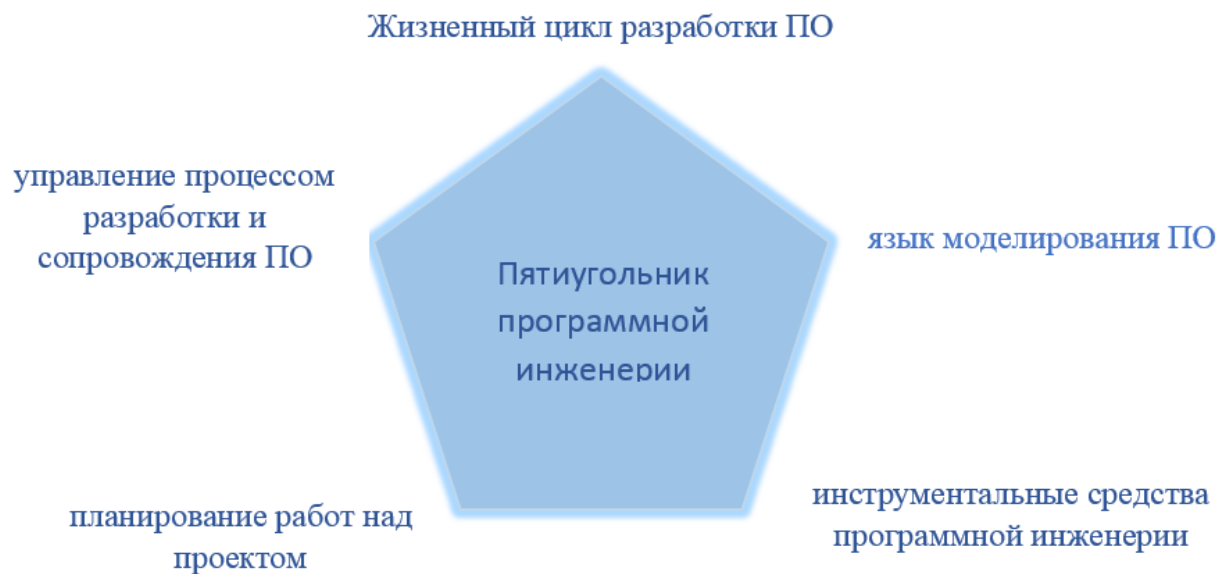 Жизненный цикл разработки ПО
управление процессом
разработки и
сопровождения ПО
язык моделирования ПО
Пятиугольник
программной
инженерии
инструментальные средства
программной инженерии
планирование работ над
проектом